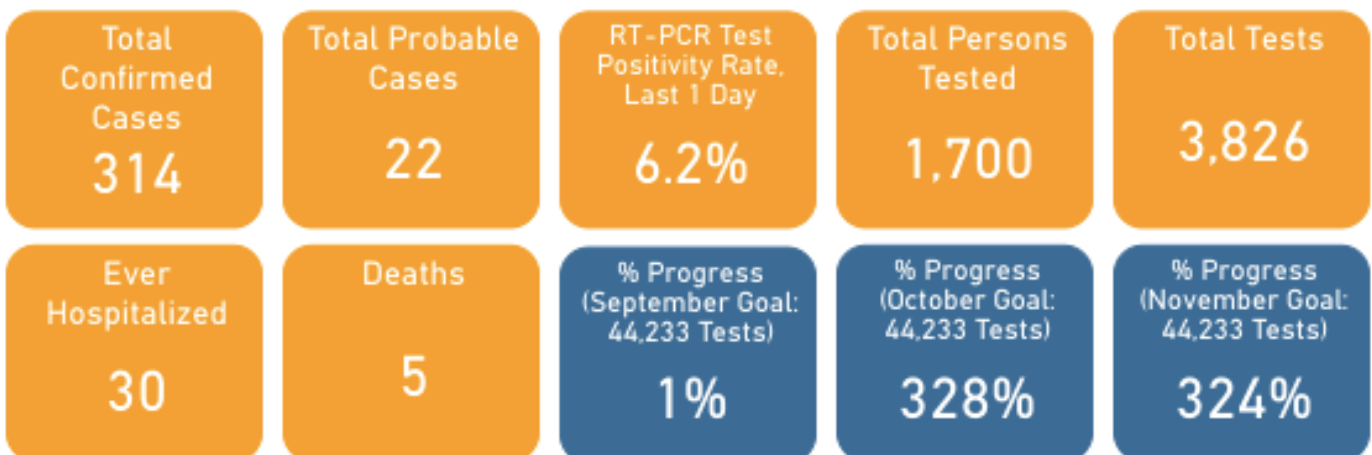 Total
Confirmed
Cases
314
Total Probable
Cases
22
RT-PCR Test
Positivity Rate,
Last 1 Day
6.2%
Total Persons
Tested
1,700
Total Tests
3,826
Ever
Hospitalized
30
Deaths
5
% Progress
(September Goal:
44,233 Tests)
1%
% Progress
(October Goal:
44,233 Tests)
328%
% Progress
(November Goal:
44,233 Tests)
324%